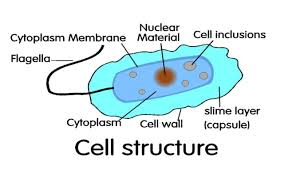 Nuclear
Material
Cell inclusions
Cytoplasm Membrane
Flagella
Cytoplasm
Cell wall
slime layer
(capsule)
Cell structure